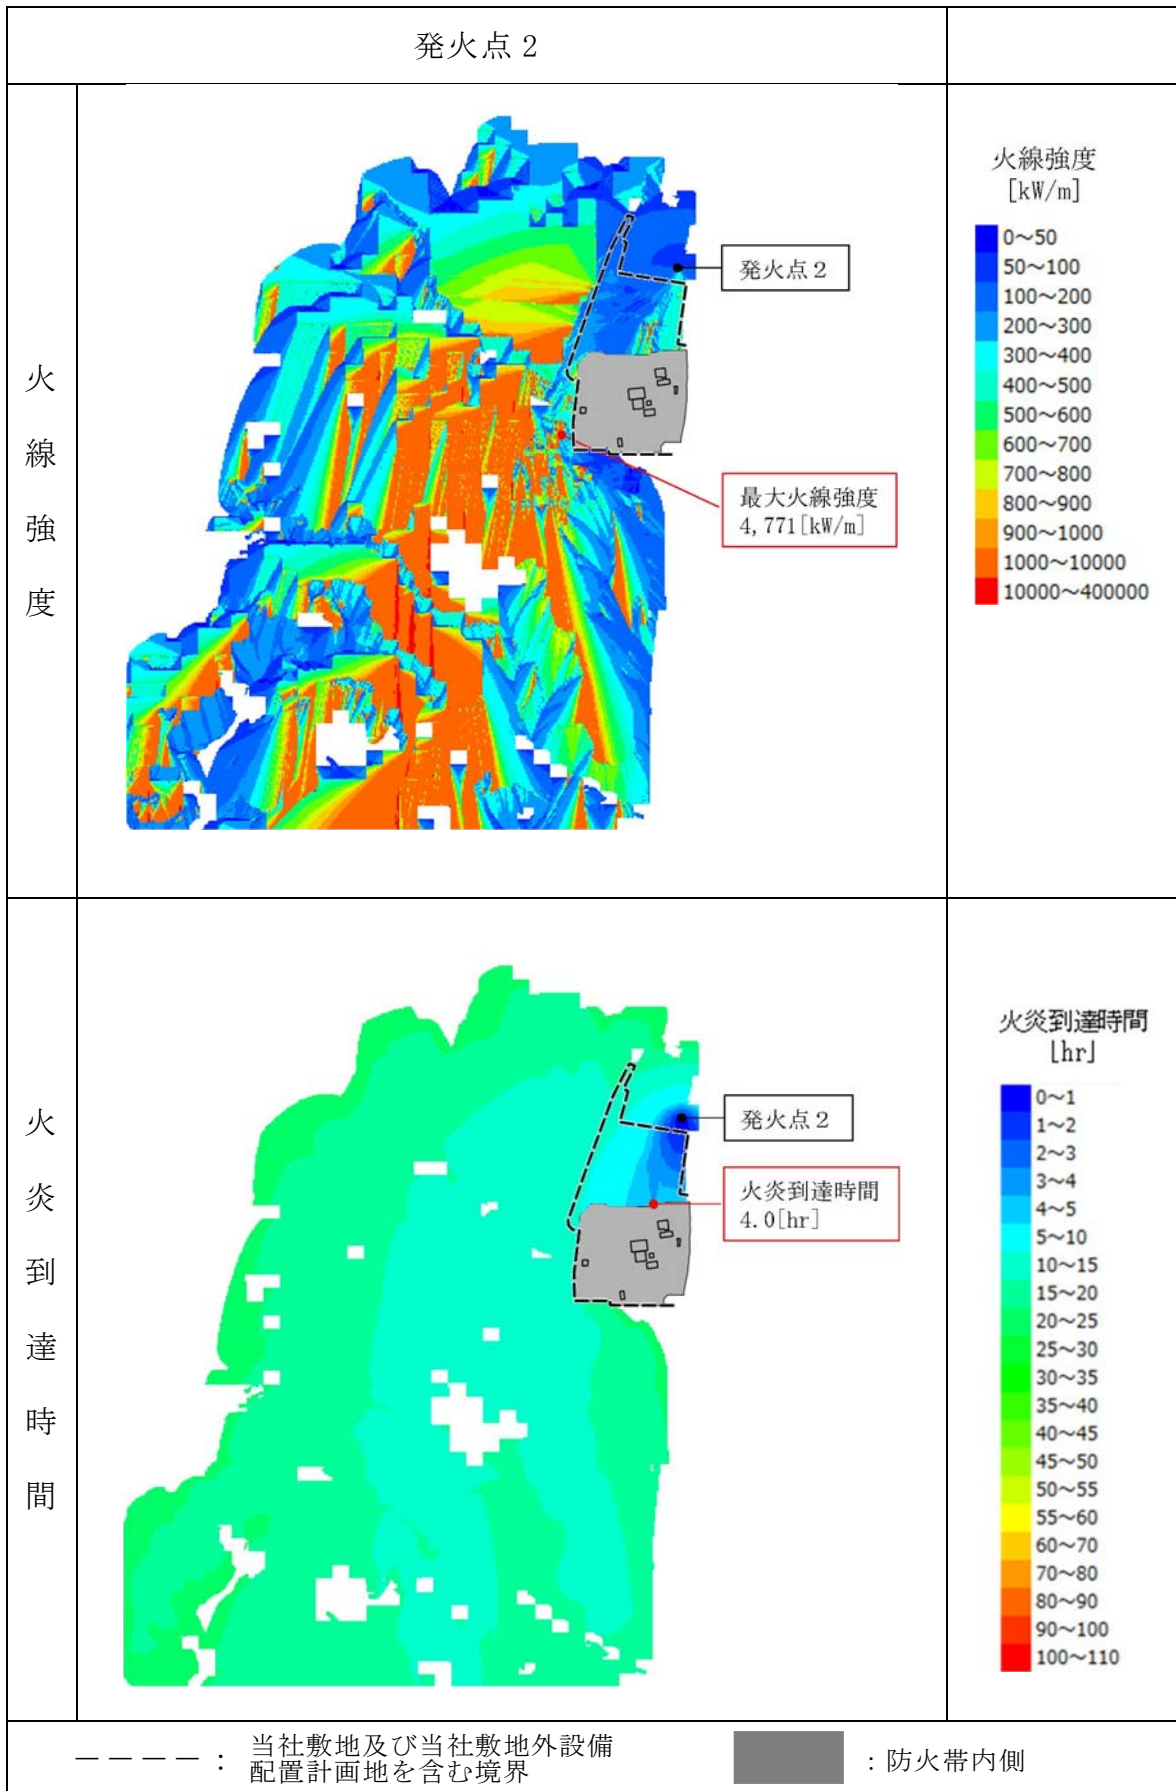 発火点２
火線強度
火線強度
[kW/m]
0～50
50～100
100～200
200～300
300～400
400～500
500～600
600～700
700～800
800～900
900～1000
1000～10000
10000～400000
発火点２
最大火線強度
4,771[kW/m]
火炎到達時間
火炎到達時間
[hr]
0～1
1～2
2～3
3～4
4～5
5～10
10～15
15～20
20～25
25～30
30～35
35～40
40～45
45～50
50～55
55～60
60～70
70～80
80～90
90～100
100～110
発火点２
火炎到達時間
4.0[hr]
－－－－：
当社敷地及び当社敷地外設備
配置計画地を含む境界
：防火帯内側